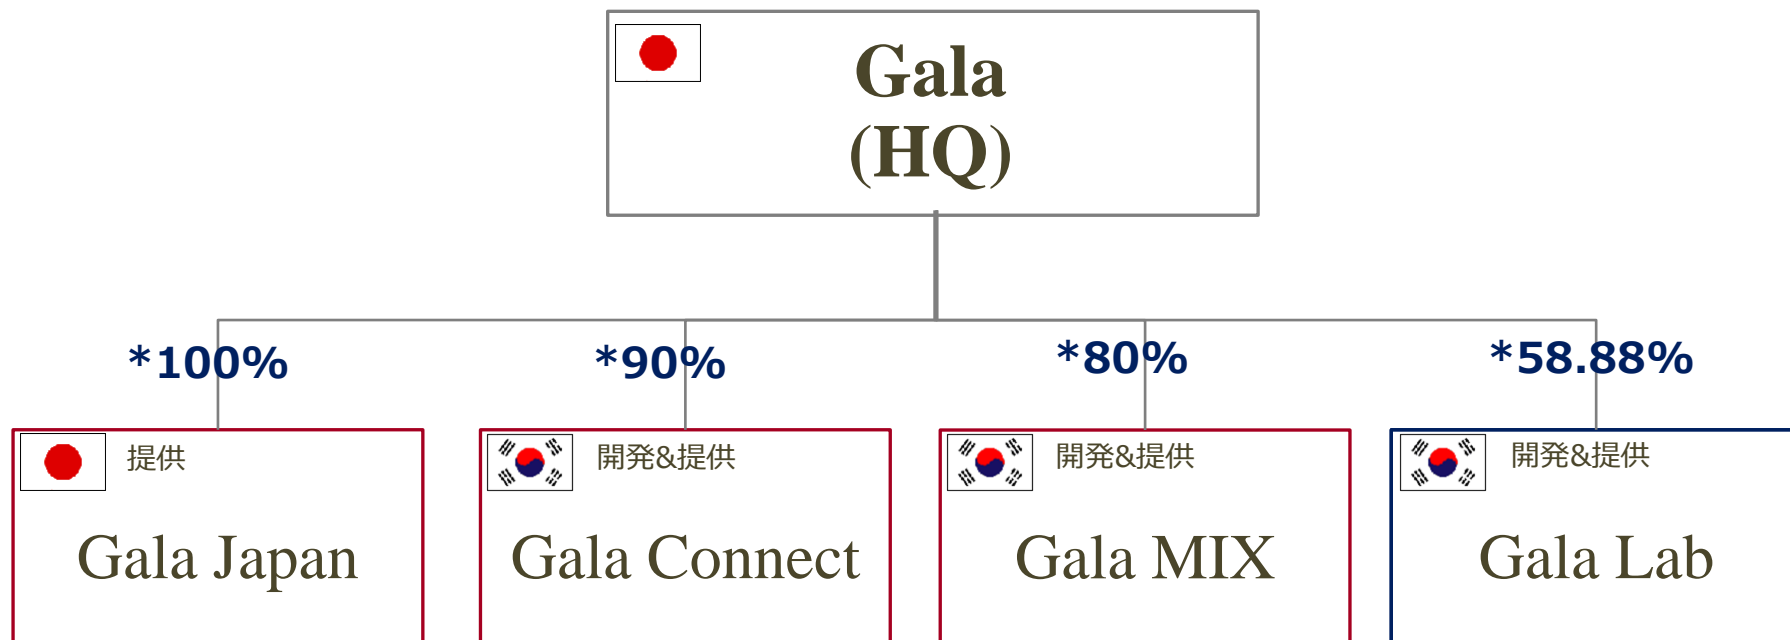 Gala
(HQ)
*100%
*90%
*80%
*58.88%
提供
開発&提供
開発&提供
開発&提供
Gala Japan
Gala Connect
Gala MIX
Gala Lab